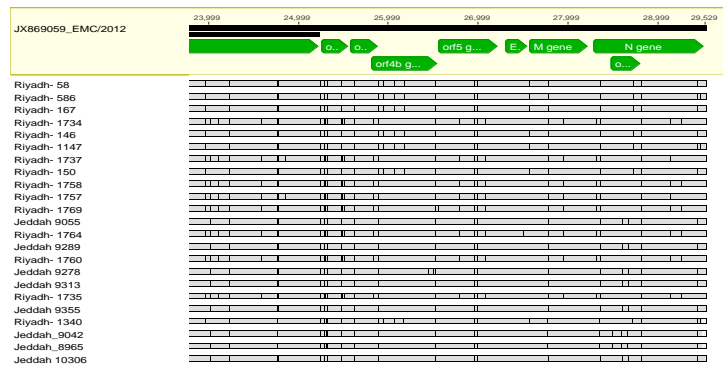 23,999 24,999 25,999 26,999 27,999 28,999 29,529
JX869059_EMC/2012
o.. o.. orf5 g... E. M gene N gene
orf4b g... o...
Riyadh- 58
Riyadh- 586
Riyadh- 167
Riyadh- 1734
Riyadh- 146
Riyadh- 1147
Riyadh- 1737
Riyadh- 150
Riyadh- 1758
Riyadh- 1757
Riyadh- 1769
Jeddah 9055
Riyadh- 1764
Jeddah 9289
Riyadh- 1760
Jeddah 9278
Jeddah 9313
Riyadh- 1735
Jeddah 9355
Riyadh- 1340
Jeddah_9042
Jeddah_8965
Jeddah 10306